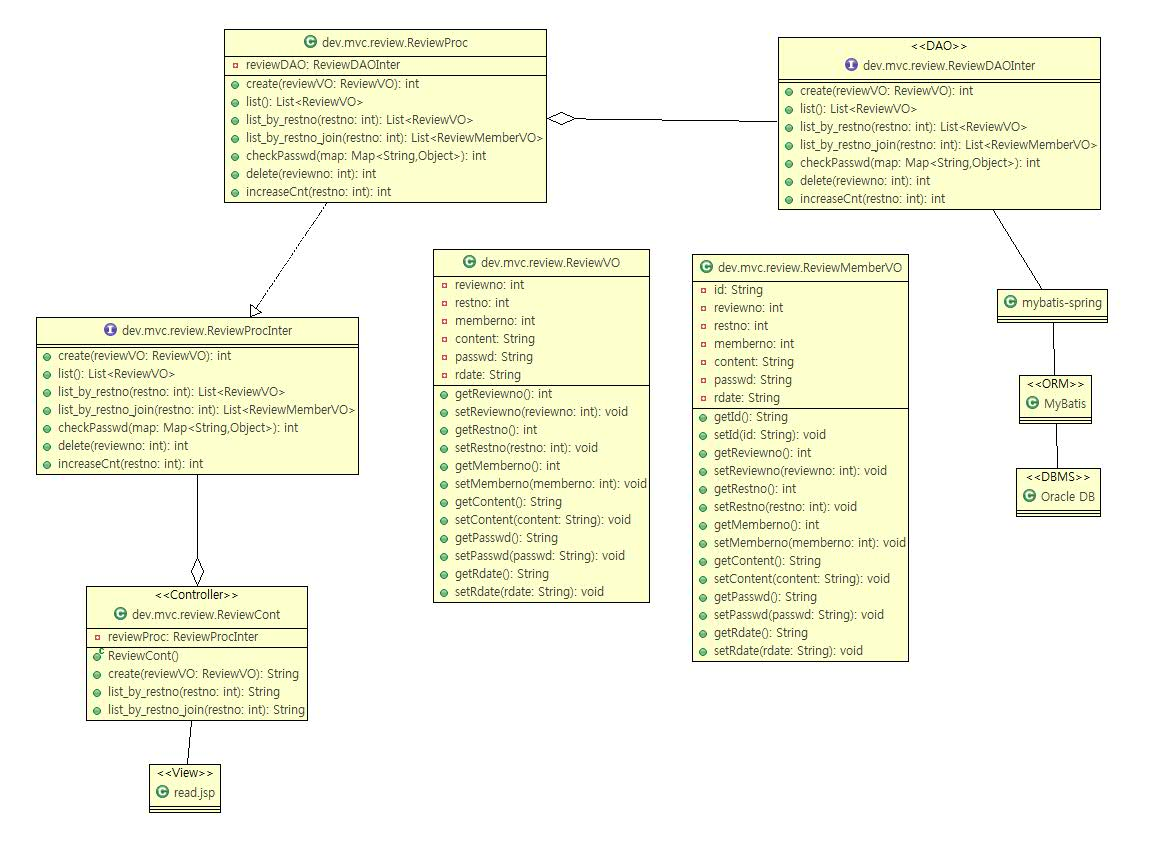 dev.mvc.review.ReviewProc
reviewDAO: ReviewDAOInter
create(reviewVO: ReviewVO): int
list(): List<ReviewVO>
list_by_restno(restno: int): List<ReviewVO>
list_by_restno_join(restno: int): List<ReviewMemberVO>
checkPasswd(map: Map<String,Object>): int
delete(reviewno: int): int
increaseCnt(restno: int): int
<<DAO>>
dev.mvc.review.ReviewDAOInter
create(reviewVO: ReviewVO): int
list(): List<ReviewVO>
list_by_restno(restno: int): List<ReviewVO>
list_by_restno_join(restno: int): List<ReviewMemberVO>
checkPasswd(map: Map<String,Object>): int
delete(reviewno: int): int
increaseCnt(restno: int): int
dev.mvc.review.ReviewProcInter
create(reviewVO: ReviewVO): int
list(): List<ReviewVO>
list_by_restno(restno: int): List<ReviewVO>
list_by_restno_join(restno: int): List<ReviewMemberVO>
checkPasswd(map: Map<String,Object>): int
delete(reviewno: int): int
increaseCnt(restno: int): int
dev.mvc.review.ReviewVO
reviewno: int
restno: int
memberno: int
content: String
passwd: String
rdate: String
getReviewno(): int
setReviewno(reviewno: int): void
getRestno(): int
setRestno(restno: int): void
getMemberno(): int
setMemberno(memberno: int): void
getContent(): String
setContent(content: String): void
getPasswd(): String
setPasswd(passwd: String): void
getRdate(): String
setRdate(rdate: String): void
dev.mvc.review.ReviewMemberVO
id: String
reviewno: int
restno: int
memberno: int
content: String
passwd: String
rdate: String
getId(): String
setId(id: String): void
getReviewno(): int
setReviewno(reviewno: int): void
getRestno(): int
setRestno(restno: int): void
getMemberno(): int
setMemberno(memberno: int): void
getContent(): String
setContent(content: String): void
getPasswd(): String
setPasswd(passwd: String): void
getRdate(): String
setRdate(rdate: String): void
mybatis-spring
<<ORM>>
MyBatis
<<DBMS>>
Oracle DB
<<Controller>>
dev.mvc.review.ReviewCont
reviewProc: ReviewProcInter
ReviewCont()
create(reviewVO: ReviewVO): String
list_by_restno(restno: int): String
list_by_restno_join(restno: int): String
<<View>>
read.jsp